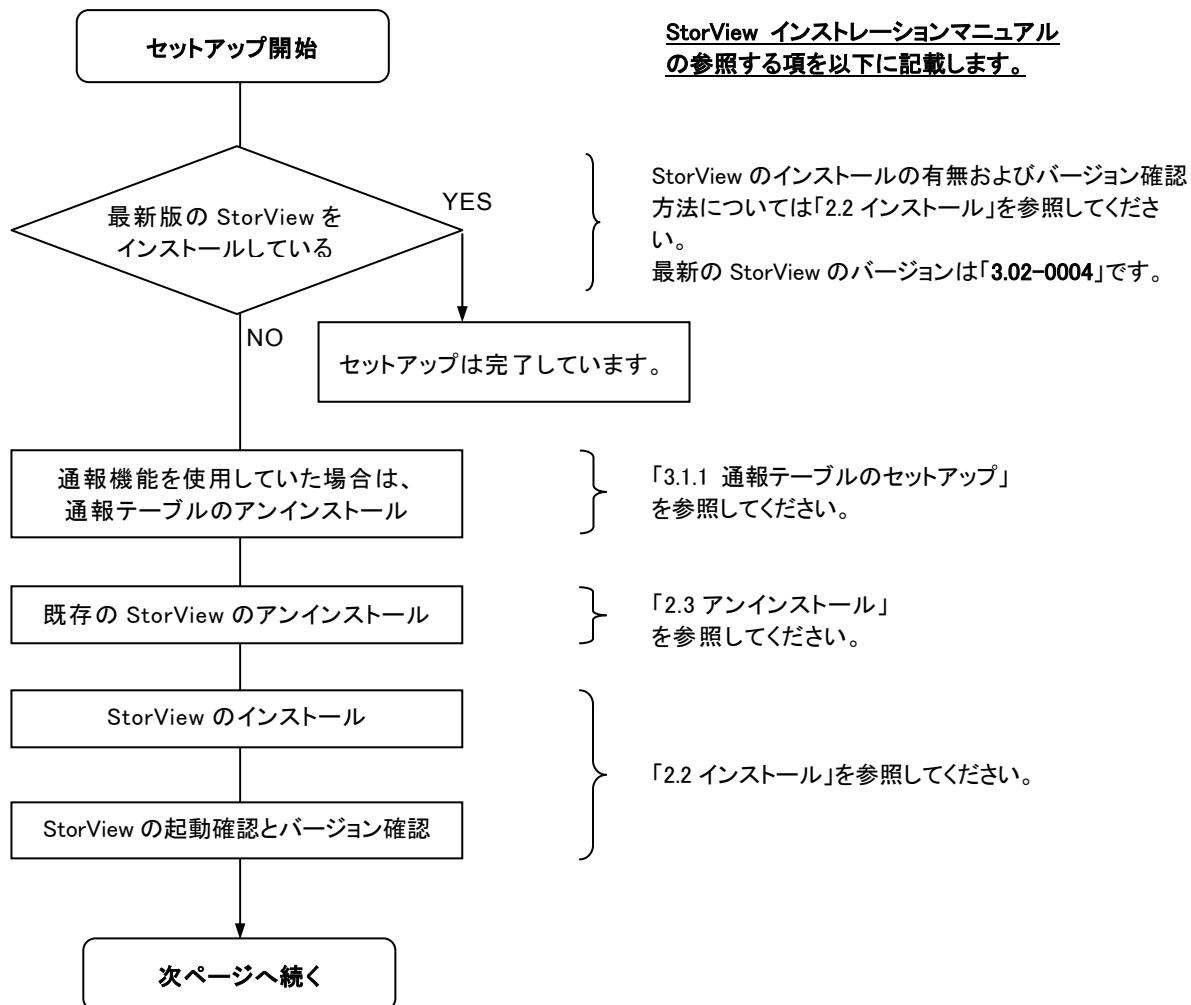 セットアップ開始
StorView インストレーションマニュアル
の参照する項を以下に記載します。
最新版の StorView を
インストールしている
YES
NO
StorView のインストールの有無およびバージョン確認
方法については「2.2 インストール」を参照してくださ
い。
最新の StorView のバージョンは「3.02-0004」です。
セットアップは完了しています。
通報機能を使用していた場合は、
通報テーブルのアンインストール
「3.1.1 通報テーブルのセットアップ」
を参照してください。
既存の StorView のアンインストール
「2.3 アンインストール」
を参照してください。
StorView のインストール
StorView の起動確認とバージョン確認
「2.2 インストール」を参照してください。
次ページへ続く